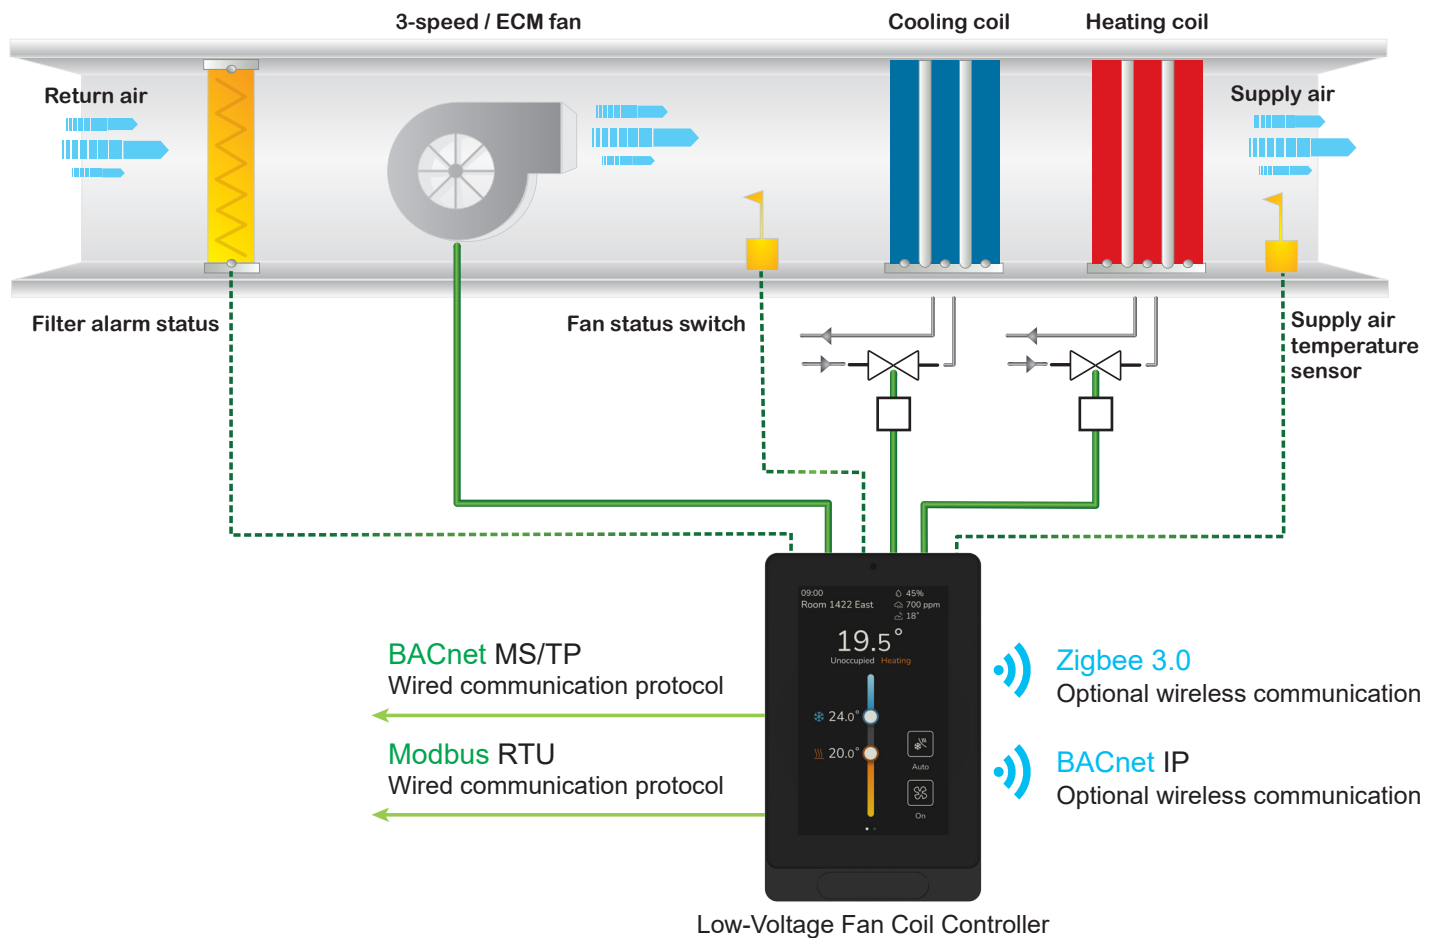 3-speed / ECM fan
Cooling coil
Heating coil
Return air
Supply air
Filter alarm status
Fan status switch
Supply air
temperature
sensor
09:00
45%
Room 1422 East
700 ppm
18°
19.5°
Unoccupied Heating
24.0°
20.0°
Auto
On
BACnet MS/TP
Wired communication protocol
Modbus RTU
Wired communication protocol
Zigbee 3.0
Optional wireless communication
BACnet IP
Optional wireless communication
Low-Voltage Fan Coil Controller